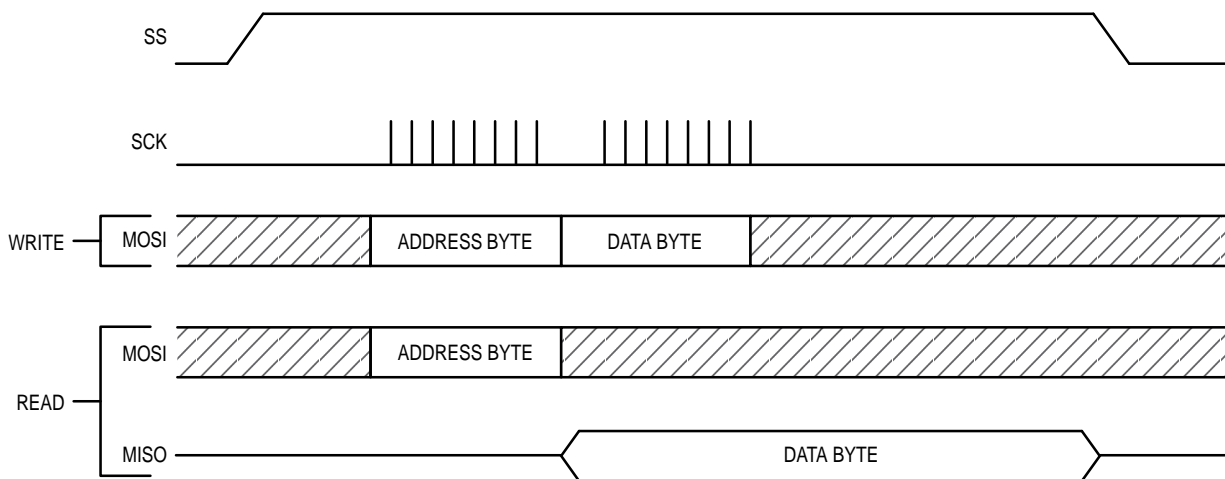 SS
SCK
WRITE
MOSI
ADDRESS BYTE
DATA BYTE
MOSI
ADDRESS BYTE
READ
MISO
DATA BYTE